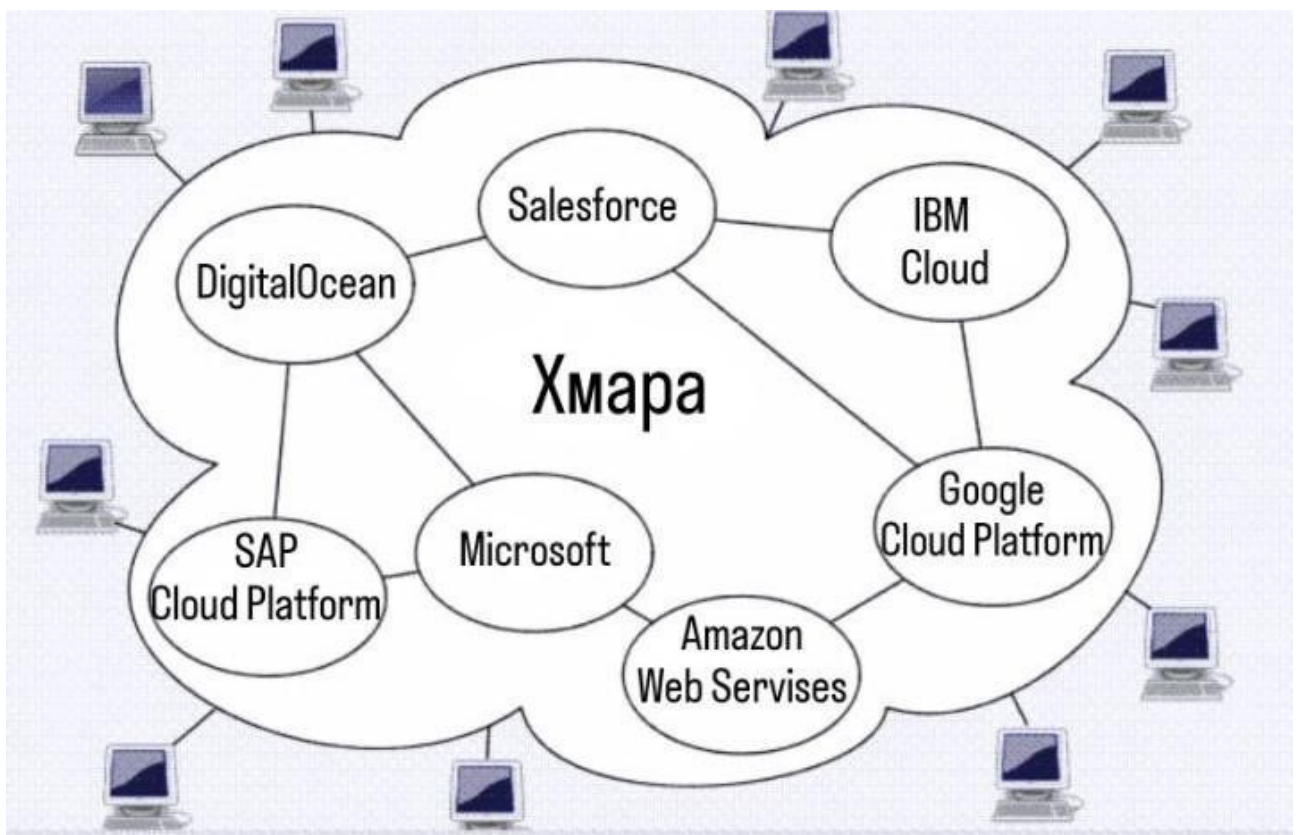 Salesforce
IBM
Cloud
DigitalOcean
Хмара
Google
Cloud Platform
SAP
Cloud Platform
Microsoft
Amazon
Web Servises